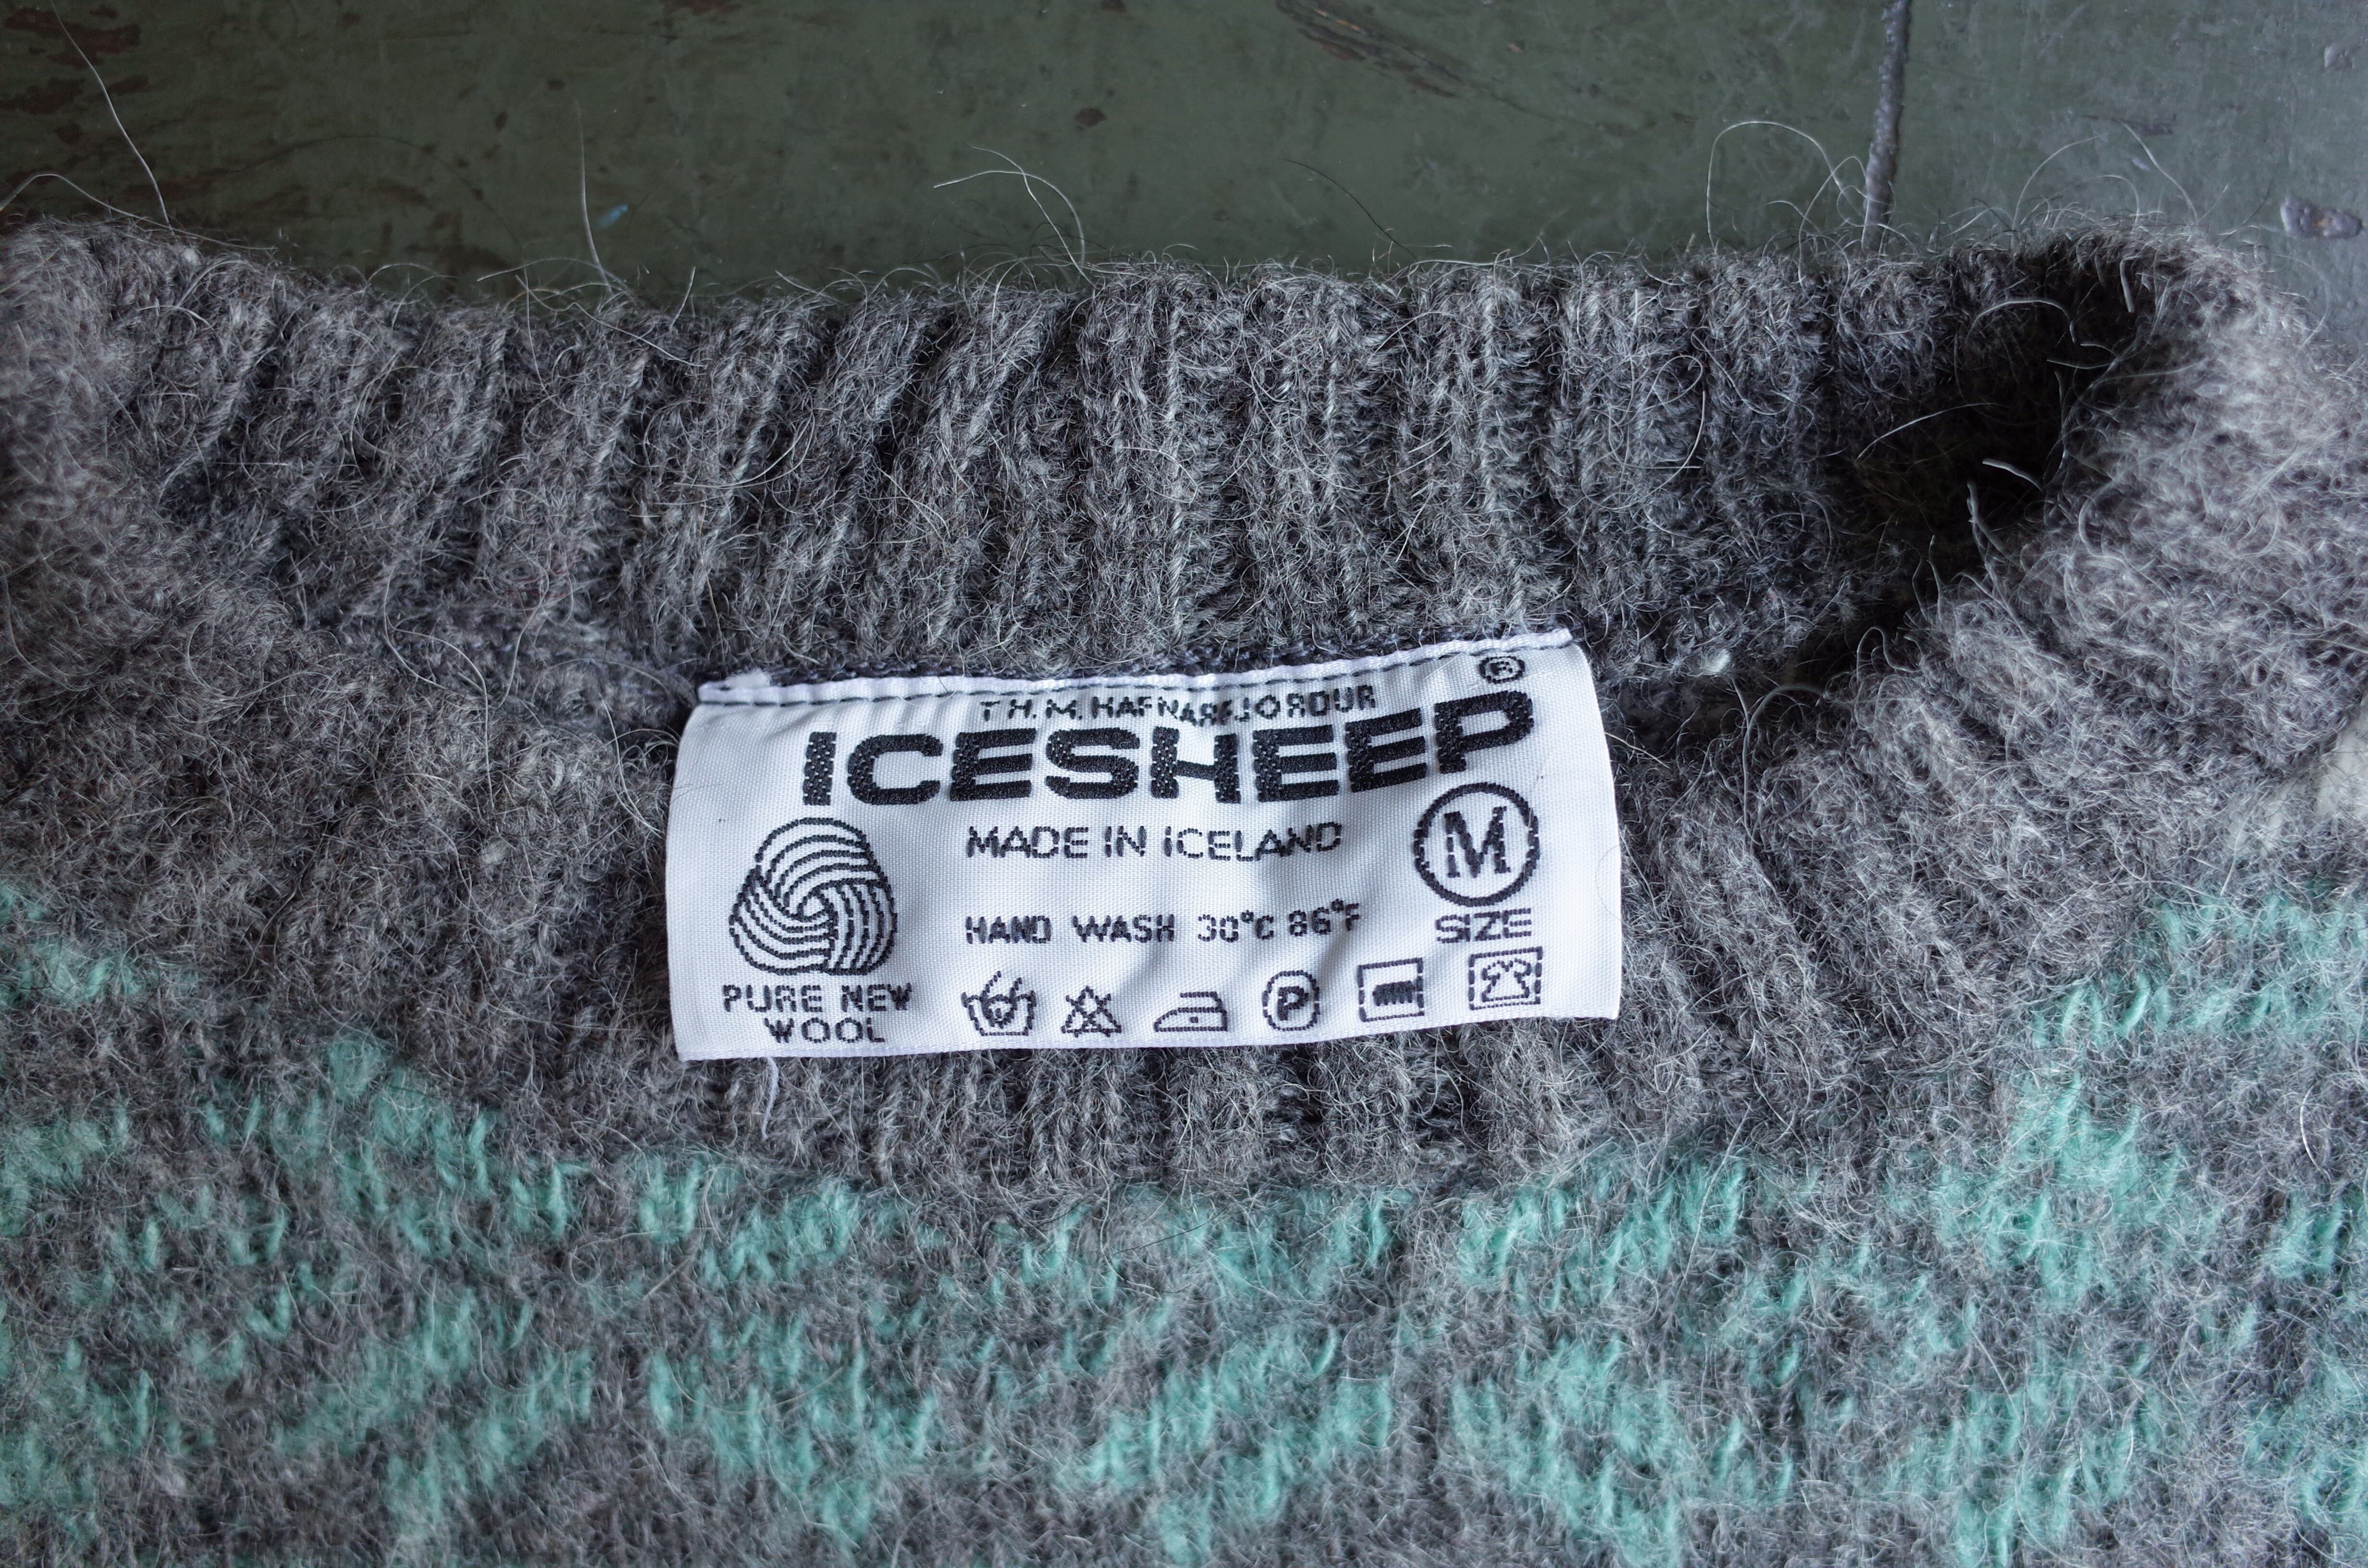 TH.M. HAFNARFJORDUR
ICESHEEP®
MADE IN ICELAND
M
SIZE
HAND WASH 30°C 86°F
PURE NEW
WOOL
P